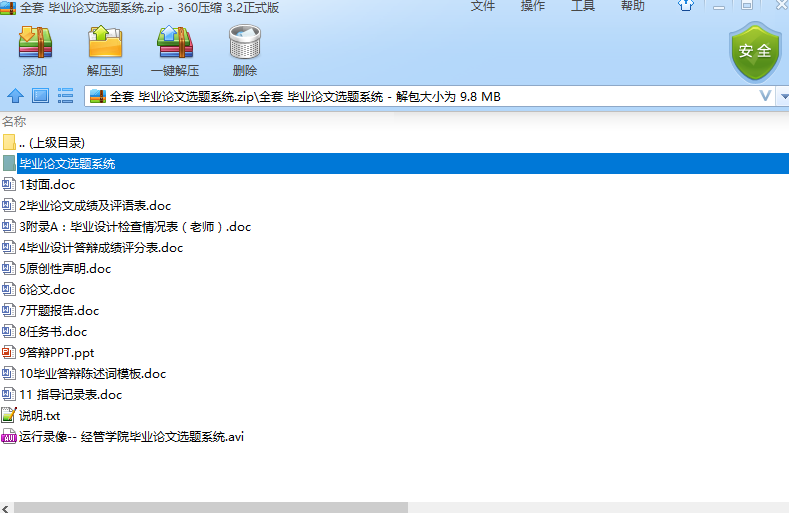 全套 毕业论文选题系统.zip - 360压缩 3.2正式版 文件 操作 工具 帮助
添加 解压到 一键解压 删除 安全
全套 毕业论文选题系统.zip\全套 毕业论文选题系统 - 解包大小为 9.8 MB
名称
.. (上级目录)
毕业论文选题系统
1封面.doc
2毕业论文成绩及评语表.doc
3附录A：毕业设计检查情况表（老师）.doc
4毕业设计答辩成绩评分表.doc
5原创性声明.doc
6论文.doc
7开题报告.doc
8任务书.doc
9答辩PPT.ppt
10毕业答辩陈述词模板.doc
11 指导记录表.doc
说明.txt
运行录像-- 经管学院毕业论文选题系统.avi